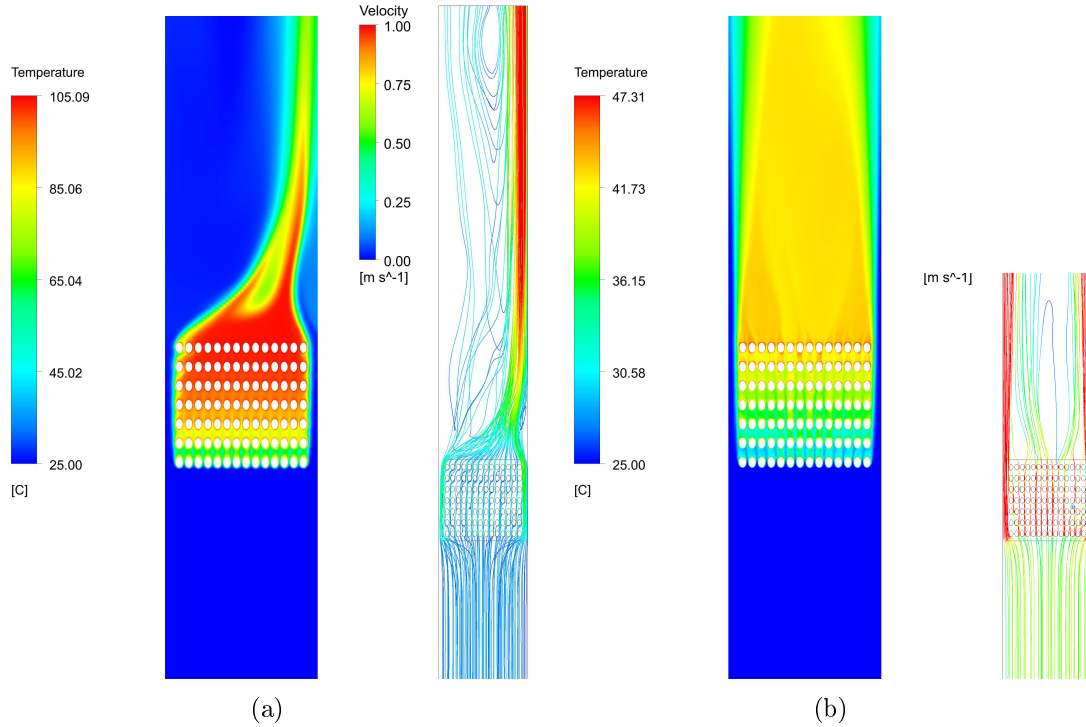 Temperature
105.09
85.06
65.04
45.02
25.00
[C]
Velocity
1.00
0.75
0.50
0.25
0.00
[m s^-1]
Temperature
47.31
41.73
36.15
30.58
25.00
[C]
[m s^-1]
(a)
(b)